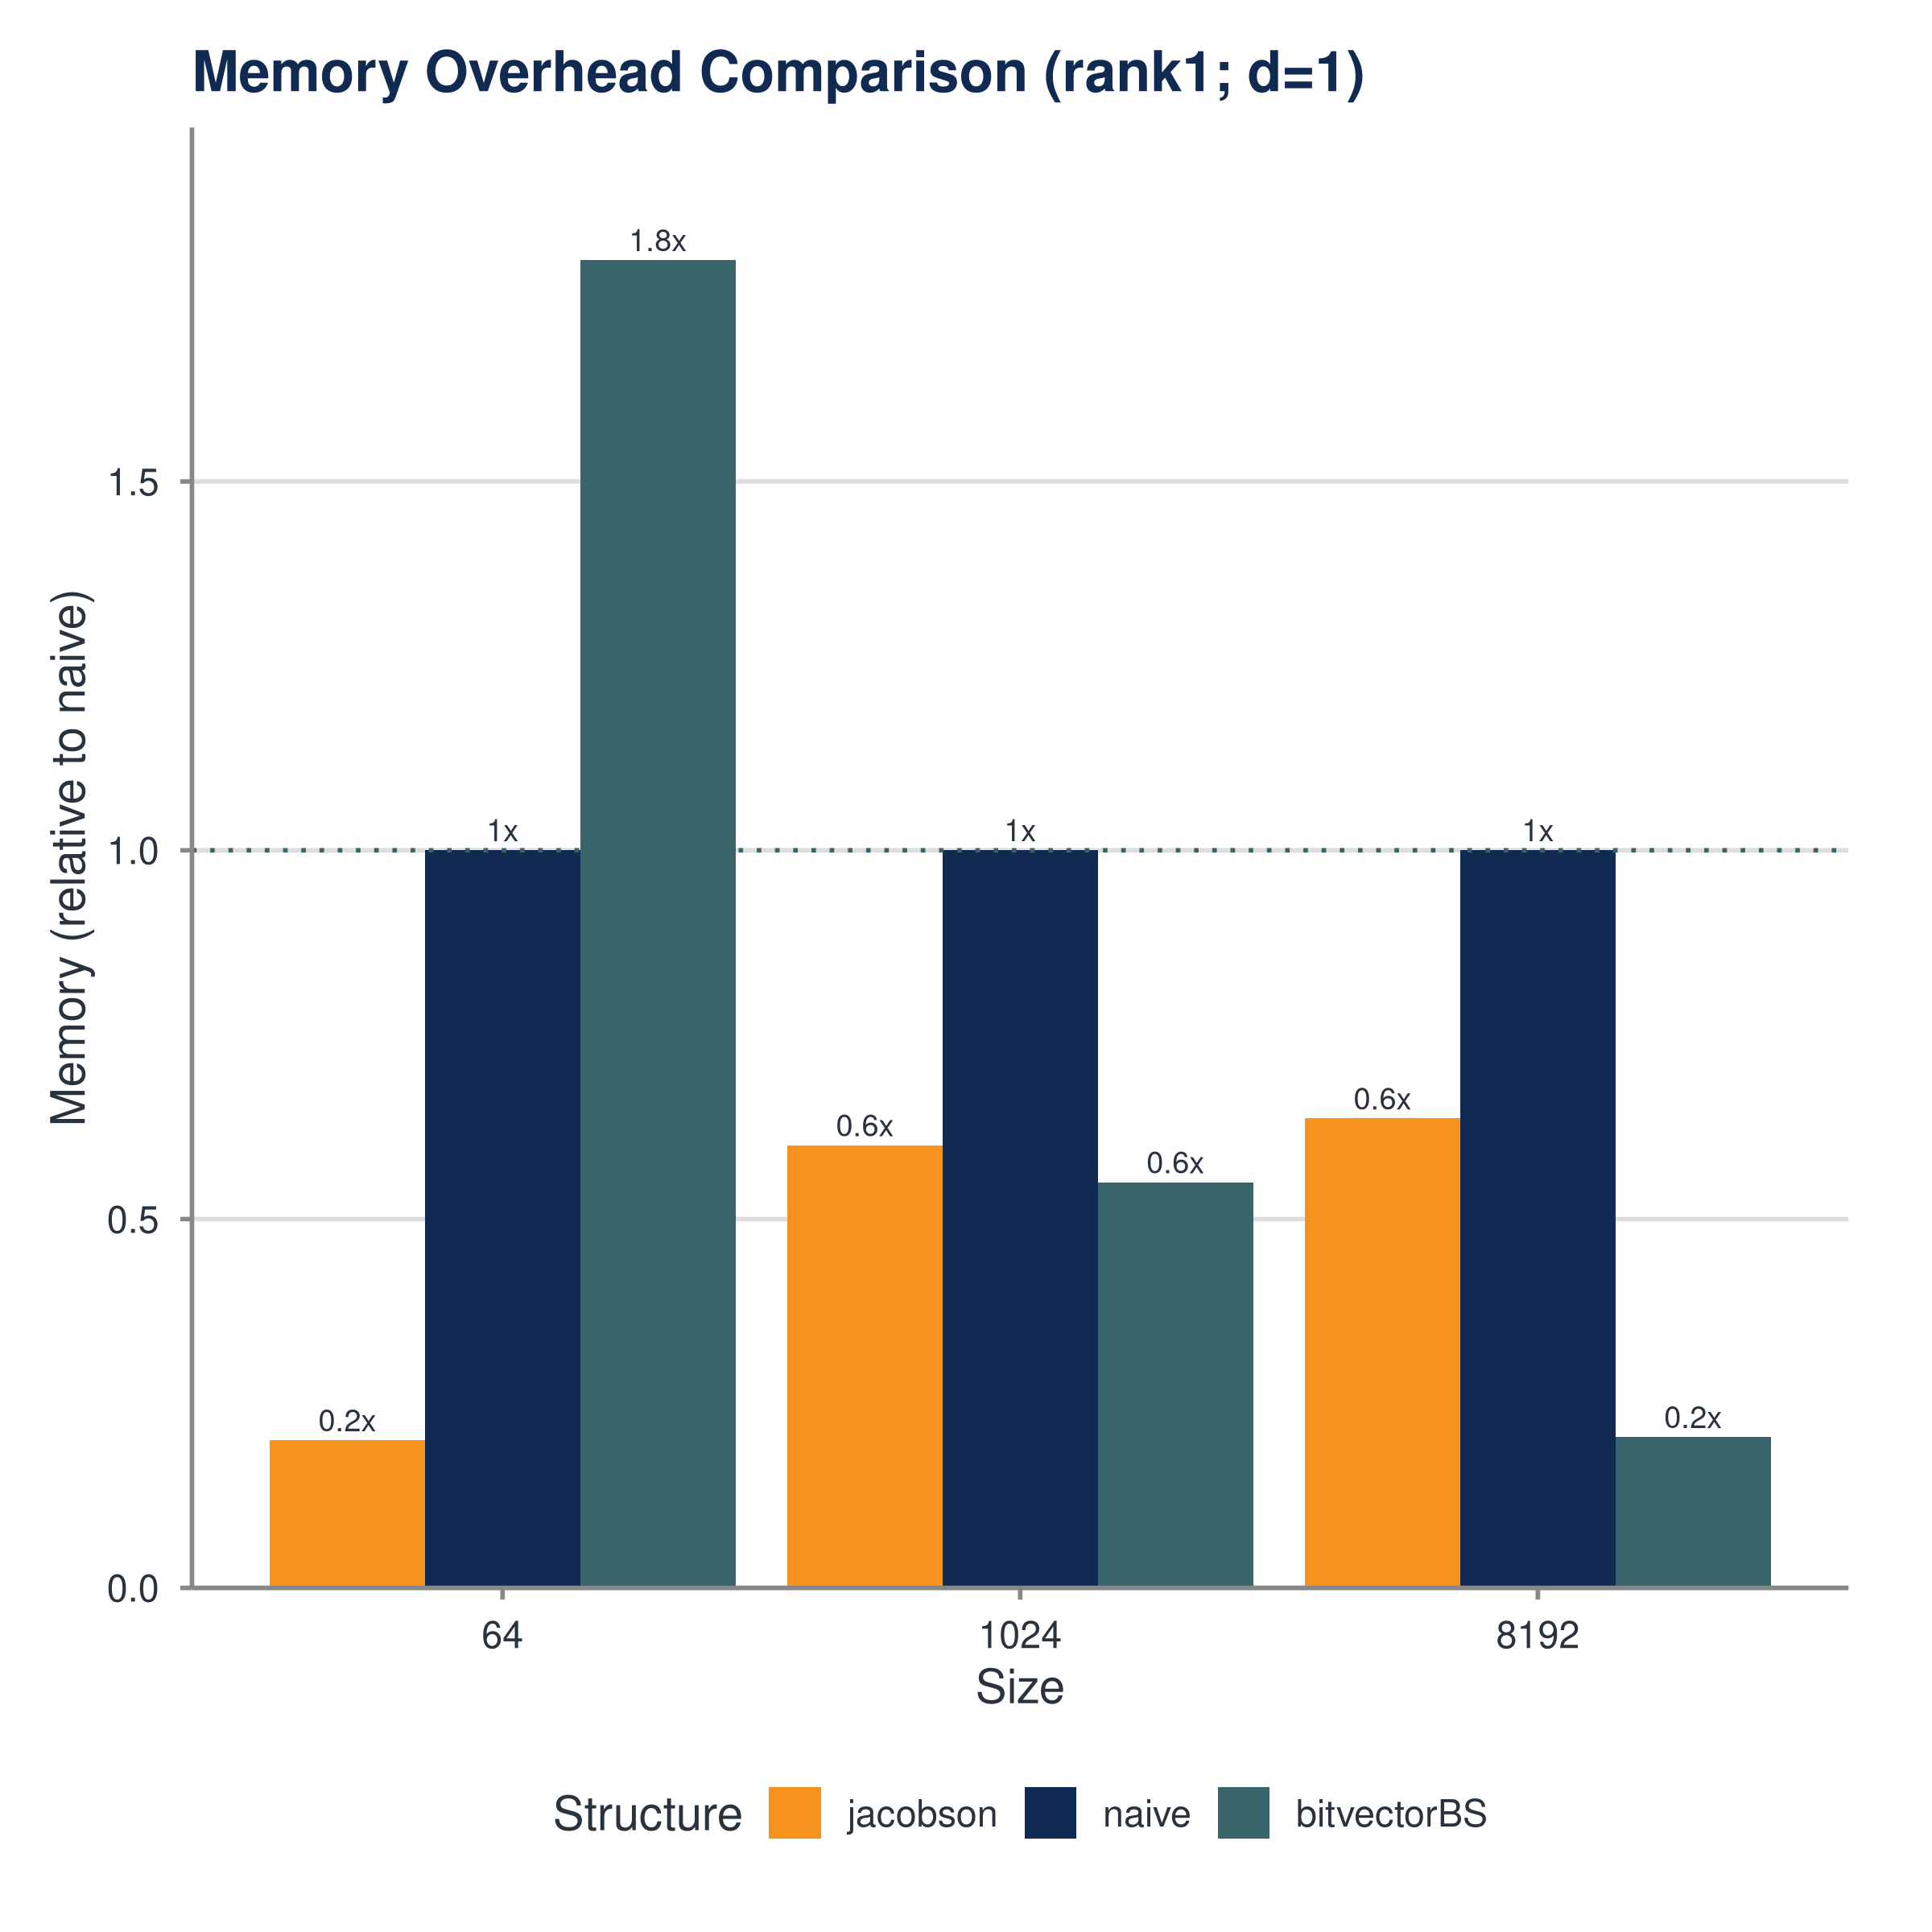 Memory Overhead Comparison (rank1; d=1)
Memory (relative to naive)
1.5
1.0
0.5
0.0
0.2x
1x
1.8x
0.6x
1x
0.6x
0.6x
1x
0.2x
64
1024
8192
Size
Structure
jacobson
naive
bitvectorBS